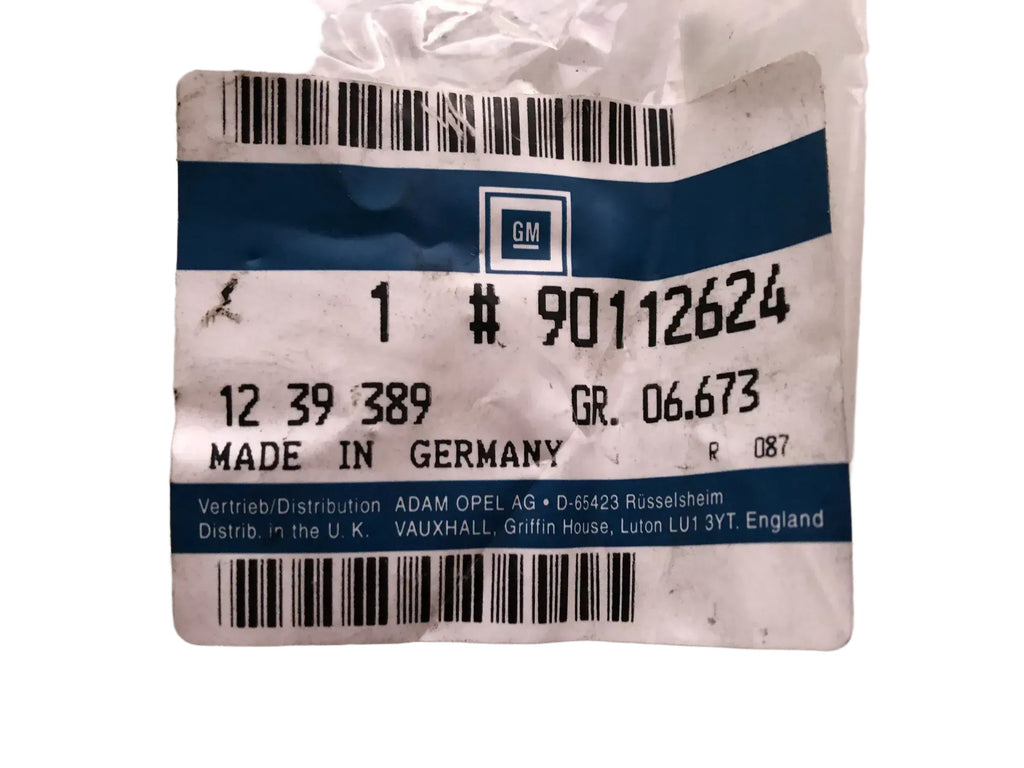 GM
1 # 90112624
12 39 389 GR. 06.673
MADE IN GERMANY R 087
Vertrieb/Distribution ADAM OPEL AG • D-65423 Rüsselsheim
Distrib. in the U. K. VAUXHALL, Griffin House, Luton LU1 3YT. England